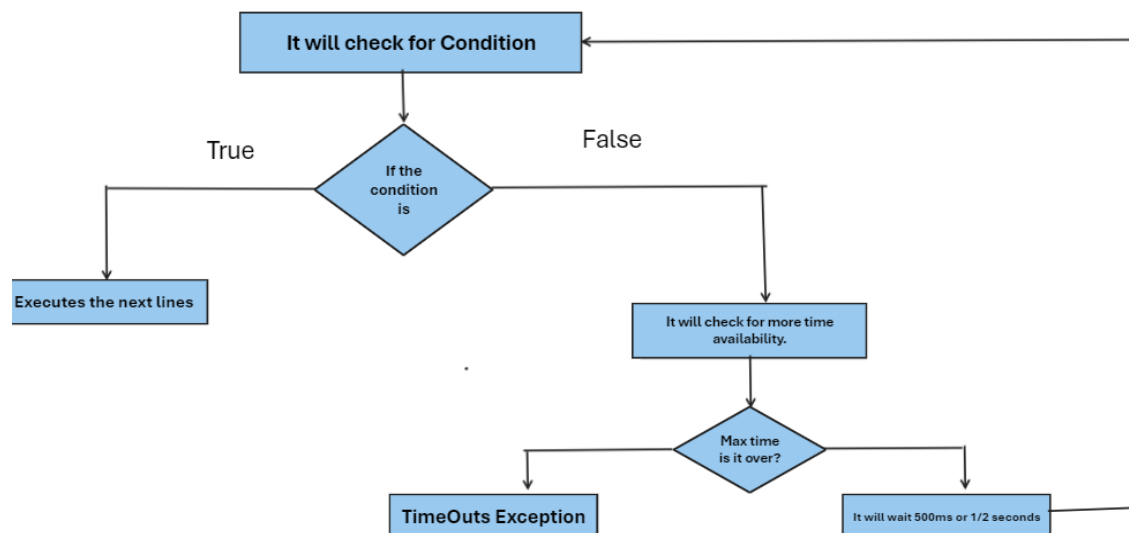 It will check for Condition
True
False
If the
condition
is
Executes the next lines
It will check for more time
availability.
Max time
is it over?
TimeOuts Exception
It will wait 500ms or 1/2 seconds